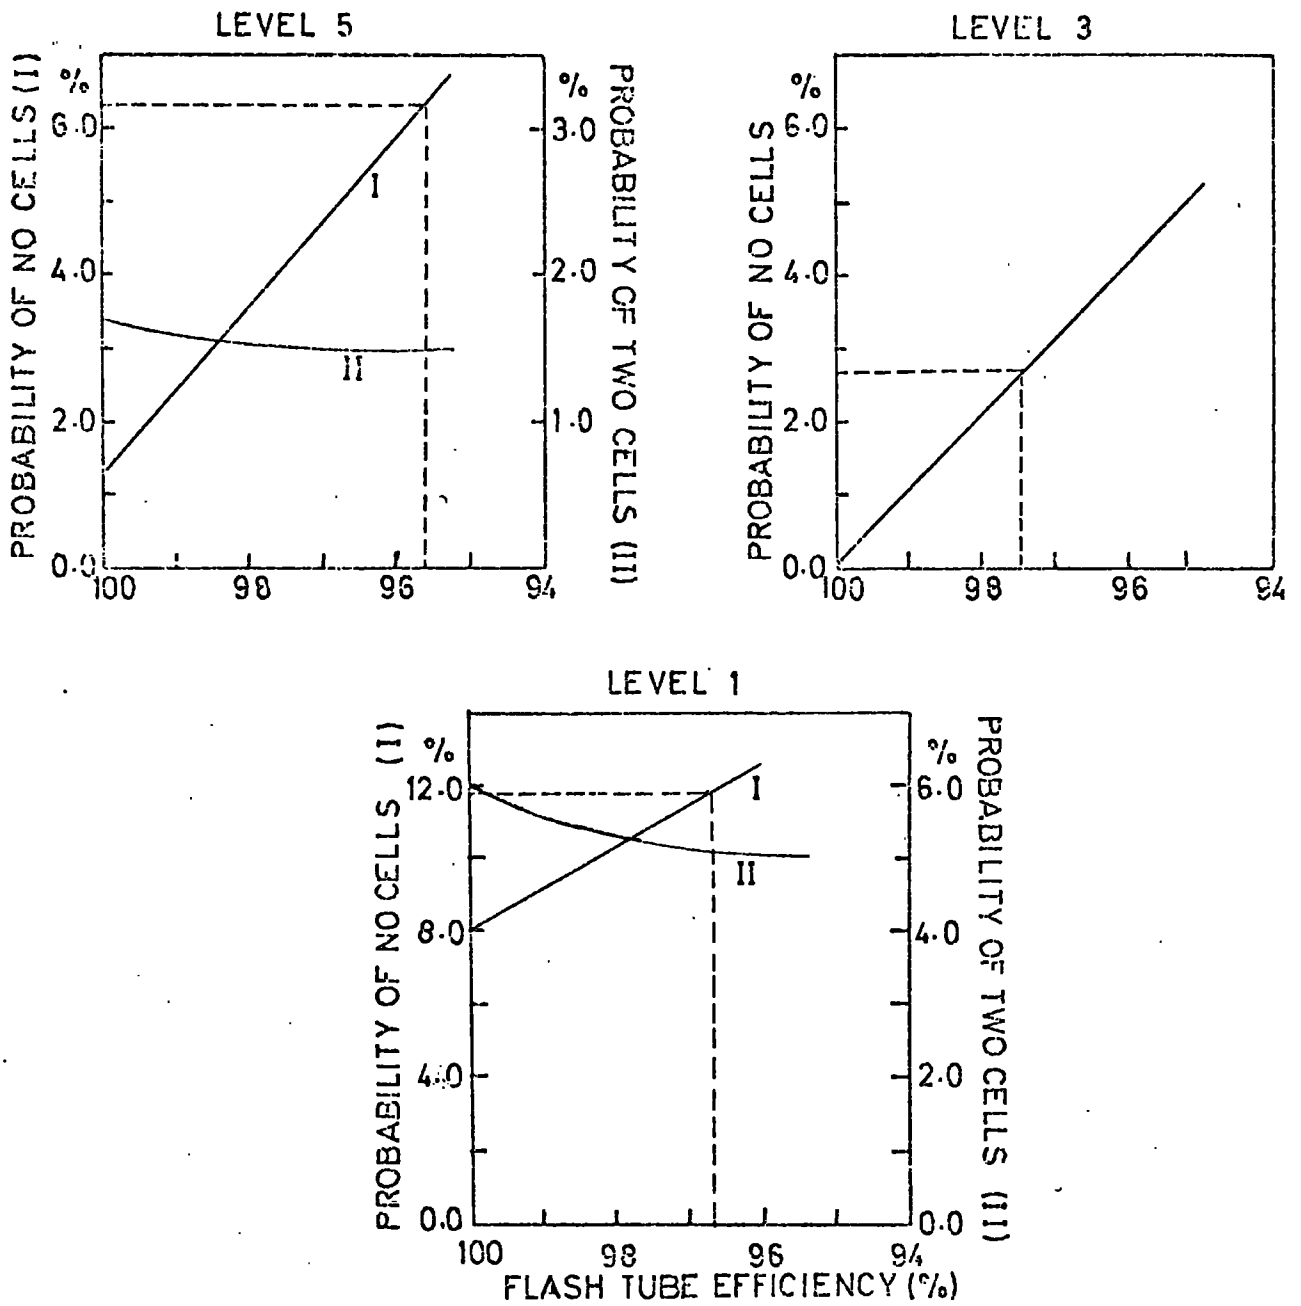 LEVEL 5
PROBABILITY OF NO CELLS (I)
%
6.0
4.0
2.0
0.0
I
II
%
3.0
2.0
1.0
PROBABILITY OF TWO CELLS (II)
100 98 96 94
LEVEL 3
PROBABILITY OF NO CELLS
%
6.0
4.0
2.0
0.0
100 98 96 94
LEVEL 1
PROBABILITY OF NO CELLS (I)
%
12.0
8.0
4.0
0.0
I
II
%
6.0
4.0
2.0
0.0
PROBABILITY OF TWO CELLS (II)
100 98 96 94
FLASH TUBE EFFICIENCY (%)